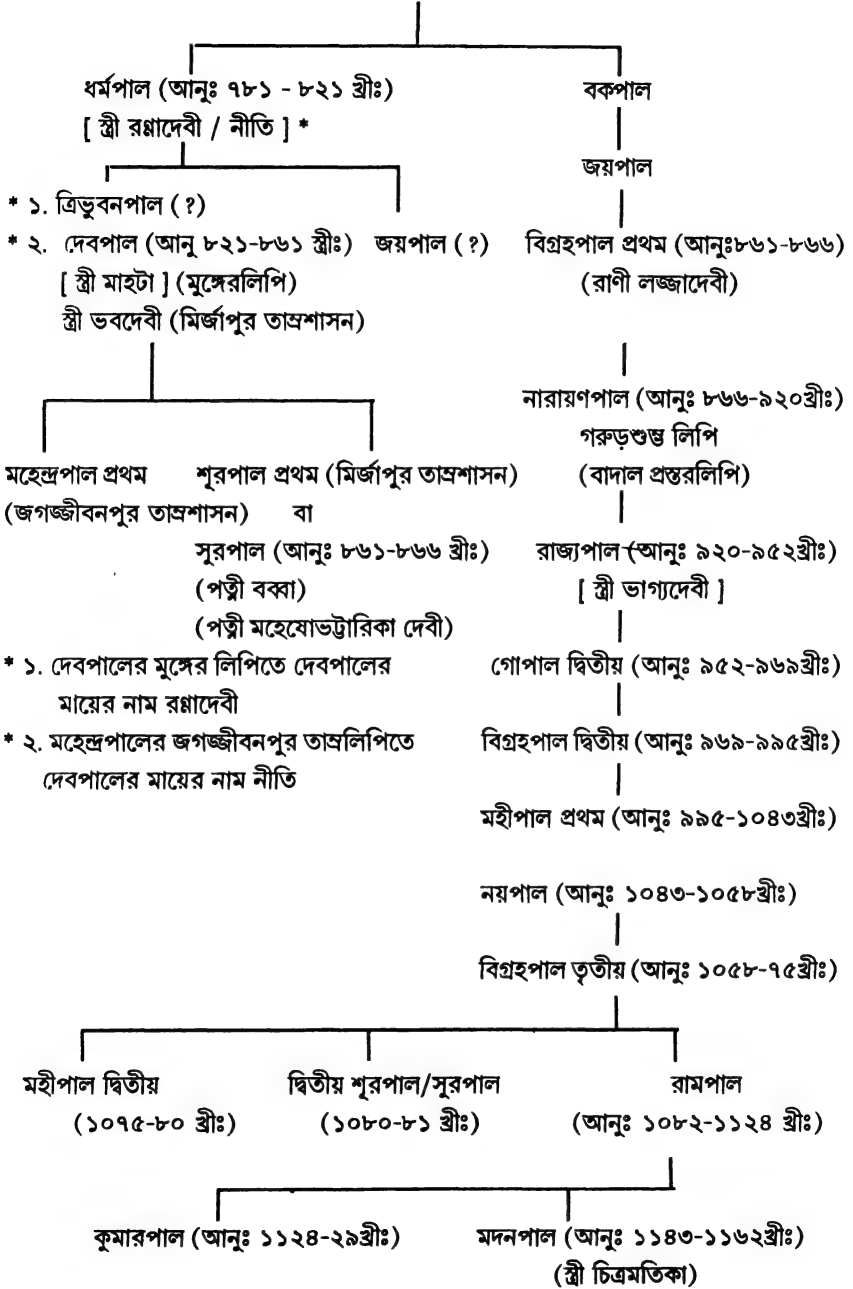 ধর্মপাল (আনুঃ ৭৮১ - ৮২১ খ্রীঃ) বকপাল
[ স্ত্রী রণ্ণাদেবী / নীতি ] *
জয়পাল
* ১. ত্রিভুবনপাল (?)
* ২. দেবপাল (আনু ৮২১-৮৬১ স্ত্রীঃ) জয়পাল (?) বিগ্রহপাল প্রথম (আনুঃ৮৬১-৮৬৬)
[ স্ত্রী মাহটা ] (মুঙ্গেরলিপি) (রাণী লজ্জাদেবী)
স্ত্রী ভবদেবী (মির্জাপুর তাম্রশাসন)
নারায়ণপাল (আনুঃ ৮৬৬-৯২০খ্রীঃ)
গরুড়স্তম্ভ লিপি
মহেন্দ্রপাল প্রথম শূরপাল প্রথম (মির্জাপুর তাম্রশাসন) (বাদাল প্রস্তরলিপি)
(জগজ্জীবনপুর তাম্রশাসন) বা
সুরপাল (আনুঃ ৮৬১-৮৬৬ খ্রীঃ) রাজ্যপাল (আনুঃ ৯২০-৯৫২খ্রীঃ)
(পত্নী বব্বা) [ স্ত্রী ভাগ্যদেবী ]
(পত্নী মহেষোভট্টারিকা দেবী)
* ১. দেবপালের মুঙ্গের লিপিতে দেবপালের গোপাল দ্বিতীয় (আনুঃ ৯৫২-৯৬৯খ্রীঃ)
মায়ের নাম রণ্ণাদেবী
* ২. মহেন্দ্রপালের জগজ্জীবনপুর তাম্রলিপিতে বিগ্রহপাল দ্বিতীয় (আনুঃ ৯৬৯-৯৯৫খ্রীঃ)
দেবপালের মায়ের নাম নীতি
মহীপাল প্রথম (আনুঃ ৯৯৫-১০৪৩খ্রীঃ)
নয়পাল (আনুঃ ১০৪৩-১০৫৮খ্রীঃ)
বিগ্রহপাল তৃতীয় (আনুঃ ১০৫৮-৭৫খ্রীঃ)
মহীপাল দ্বিতীয় দ্বিতীয় শূরপাল/সুরপাল রামপাল
(১০৭৫-৮০ খ্রীঃ) (১০৮০-৮১ খ্রীঃ) (আনুঃ ১০৮২-১১২৪ খ্রীঃ)
কুমারপাল (আনুঃ ১১২৪-২৯খ্রীঃ) মদনপাল (আনুঃ ১১৪৩-১১৬২খ্রীঃ)
(স্ত্রী চিত্রমতিকা)